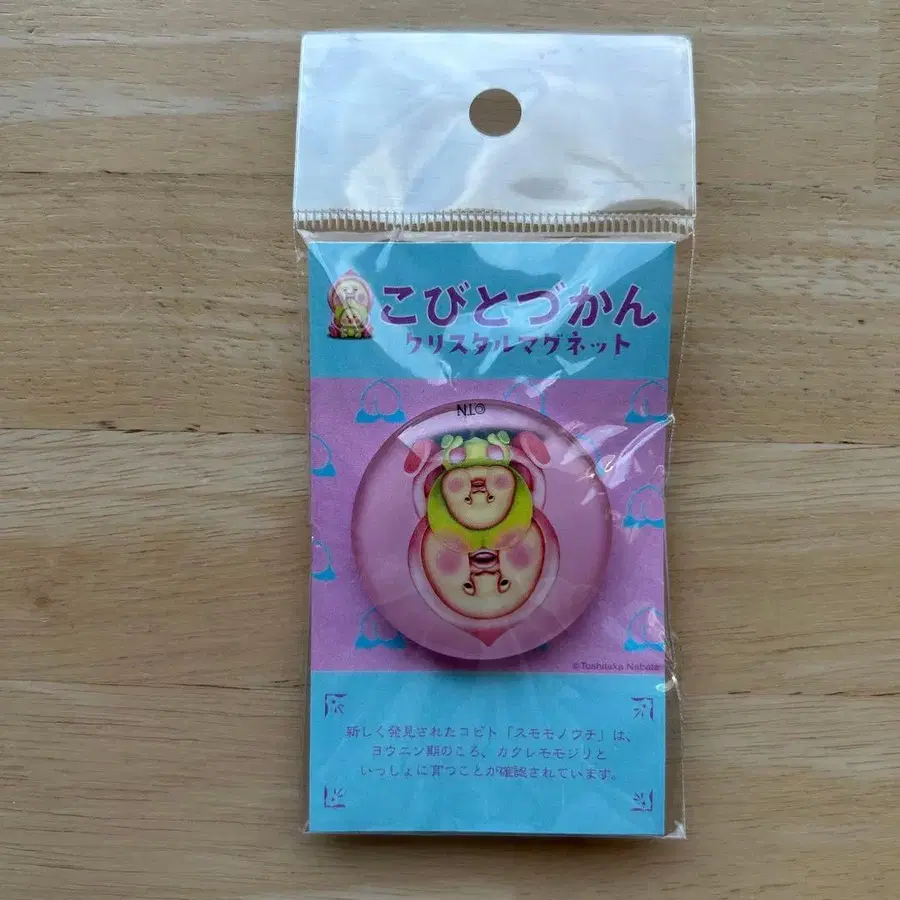 こびとづかん
クリスタルマグネット
©T.N
©Toshitaka Nabata
新しく発見されたコビト「スモモノウチ」は、
ヨウニン期のころ、カクレモモジリと
いっしょに育つことが確認されています。